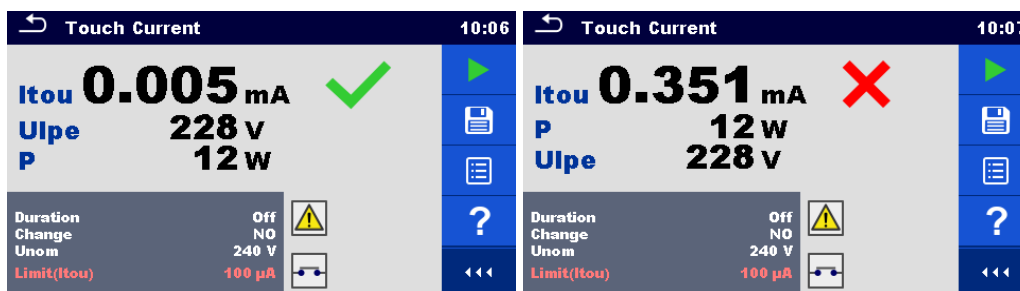 Touch Current 10:06
Itou 0.005 mA
Ulpe 228 V
P 12 W
Duration Off
Change NO
Unom 240 V
Limit(Itou) 100 µA
?
Touch Current 10:07
Itou 0.351 mA
P 12 W
Ulpe 228 V
Duration Off
Change NO
Unom 240 V
Limit(Itou) 100 µA
?